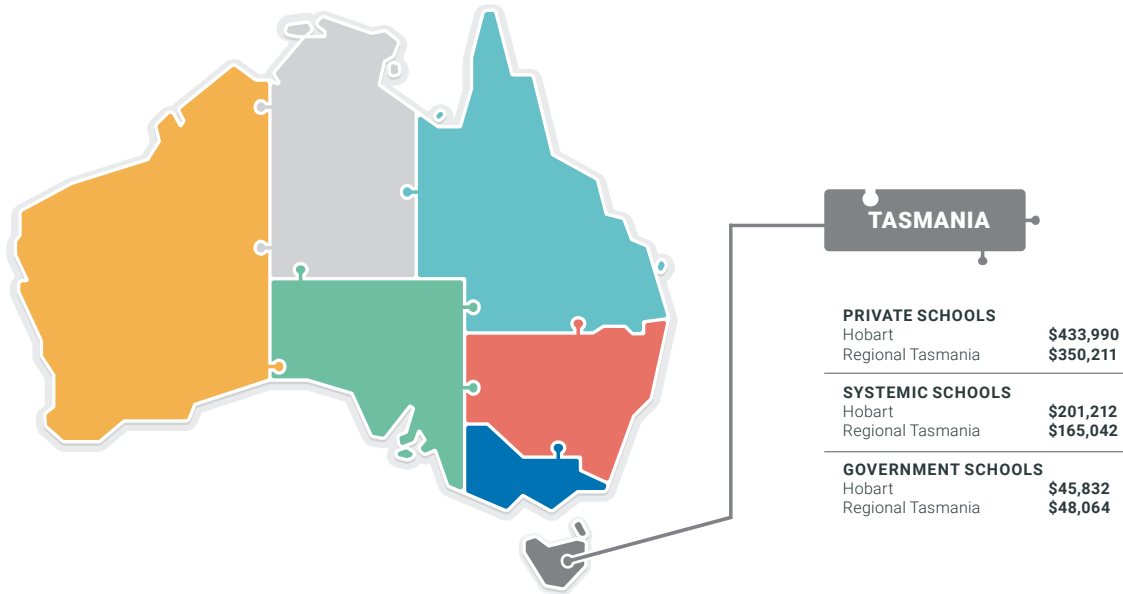 TASMANIA
PRIVATE SCHOOLS
Hobart $433,990
Regional Tasmania $350,211
SYSTEMIC SCHOOLS
Hobart $201,212
Regional Tasmania $165,042
GOVERNMENT SCHOOLS
Hobart $45,832
Regional Tasmania $48,064